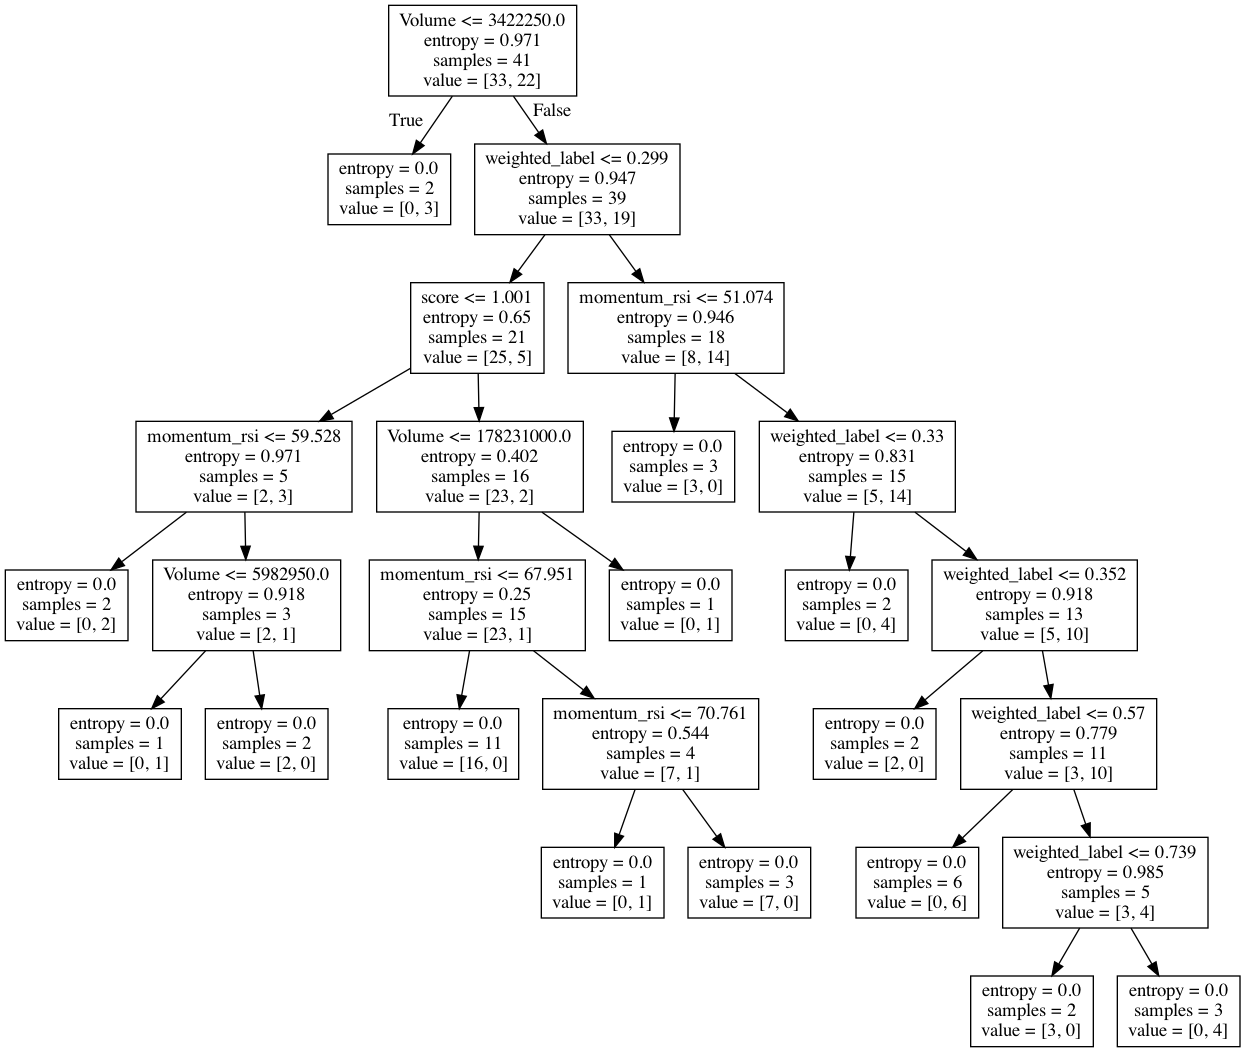 Volume <= 3422250.0
entropy = 0.971
samples = 41
value = [33, 22]
True
False
entropy = 0.0
samples = 2
value = [0, 3]
weighted_label <= 0.299
entropy = 0.947
samples = 39
value = [33, 19]
score <= 1.001
entropy = 0.65
samples = 21
value = [25, 5]
momentum_rsi <= 51.074
entropy = 0.946
samples = 18
value = [8, 14]
momentum_rsi <= 59.528
entropy = 0.971
samples = 5
value = [2, 3]
Volume <= 178231000.0
entropy = 0.402
samples = 16
value = [23, 2]
entropy = 0.0
samples = 3
value = [3, 0]
weighted_label <= 0.33
entropy = 0.831
samples = 15
value = [5, 14]
entropy = 0.0
samples = 2
value = [0, 2]
Volume <= 5982950.0
entropy = 0.918
samples = 3
value = [2, 1]
momentum_rsi <= 67.951
entropy = 0.25
samples = 15
value = [23, 1]
entropy = 0.0
samples = 1
value = [0, 1]
entropy = 0.0
samples = 2
value = [0, 4]
weighted_label <= 0.352
entropy = 0.918
samples = 13
value = [5, 10]
entropy = 0.0
samples = 1
value = [0, 1]
entropy = 0.0
samples = 2
value = [2, 0]
entropy = 0.0
samples = 11
value = [16, 0]
momentum_rsi <= 70.761
entropy = 0.544
samples = 4
value = [7, 1]
entropy = 0.0
samples = 2
value = [2, 0]
weighted_label <= 0.57
entropy = 0.779
samples = 11
value = [3, 10]
entropy = 0.0
samples = 1
value = [0, 1]
entropy = 0.0
samples = 3
value = [7, 0]
entropy = 0.0
samples = 6
value = [0, 6]
weighted_label <= 0.739
entropy = 0.985
samples = 5
value = [3, 4]
entropy = 0.0
samples = 2
value = [3, 0]
entropy = 0.0
samples = 3
value = [0, 4]